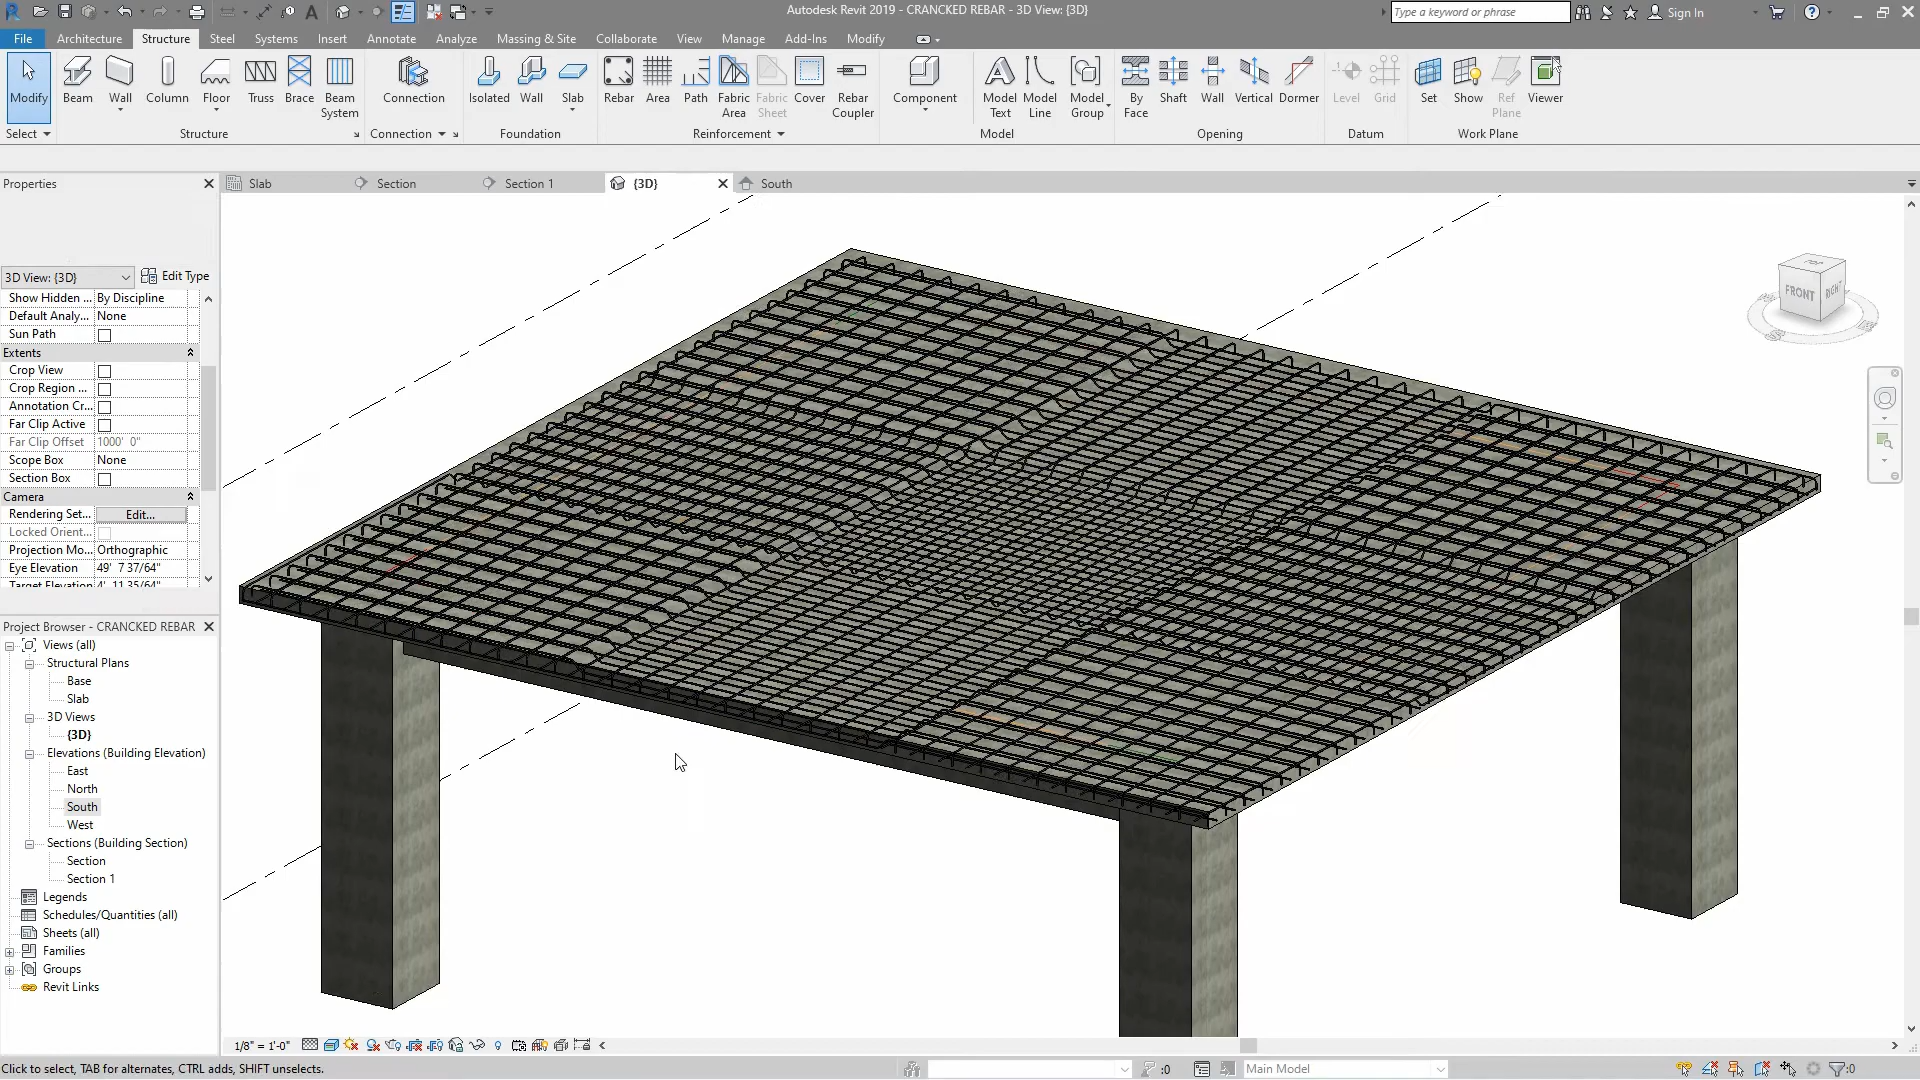 Autodesk Revit 2019 - CRANCKED REBAR - 3D View: {3D}
Type a keyword or phrase
Sign In
File Architecture Structure Steel Systems Insert Annotate Analyze Massing & Site Collaborate View Manage Add-Ins Modify
Modify
Beam
Wall
Column
Floor
Truss
Brace
Beam System
Connection
Isolated
Wall
Slab
Rebar
Area
Path
Fabric Area
Fabric Sheet
Cover
Rebar Coupler
Component
Model Text
Model Line
Model Group
By Face
Shaft
Wall
Vertical
Dormer
Level
Grid
Set
Show
Ref Plane
Viewer
Select Structure Connection Foundation Reinforcement Model Opening Datum Work Plane
Properties
Slab Section Section 1 {3D} South
3D View: {3D} Edit Type
Show Hidden ... By Discipline
Default Analy... None
Sun Path
Extents
Crop View
Crop Region ...
Annotation Cr...
Far Clip Active
Far Clip Offset 1000' 0"
Scope Box None
Section Box
Camera
Rendering Set... Edit...
Locked Orient...
Projection Mo... Orthographic
Eye Elevation 49' 7 37/64"
Target Elevation 4' 11 35/64"
FRONT
RIGHT
TOP
Project Browser - CRANCKED REBAR
Views (all)
Structural Plans
Base
Slab
3D Views
{3D}
Elevations (Building Elevation)
East
North
South
West
Sections (Building Section)
Section
Section 1
Legends
Schedules/Quantities (all)
Sheets (all)
Families
Groups
Revit Links
1/8" = 1'-0"
Click to select, TAB for alternates, CTRL adds, SHIFT unselects.
:0
Main Model
:0